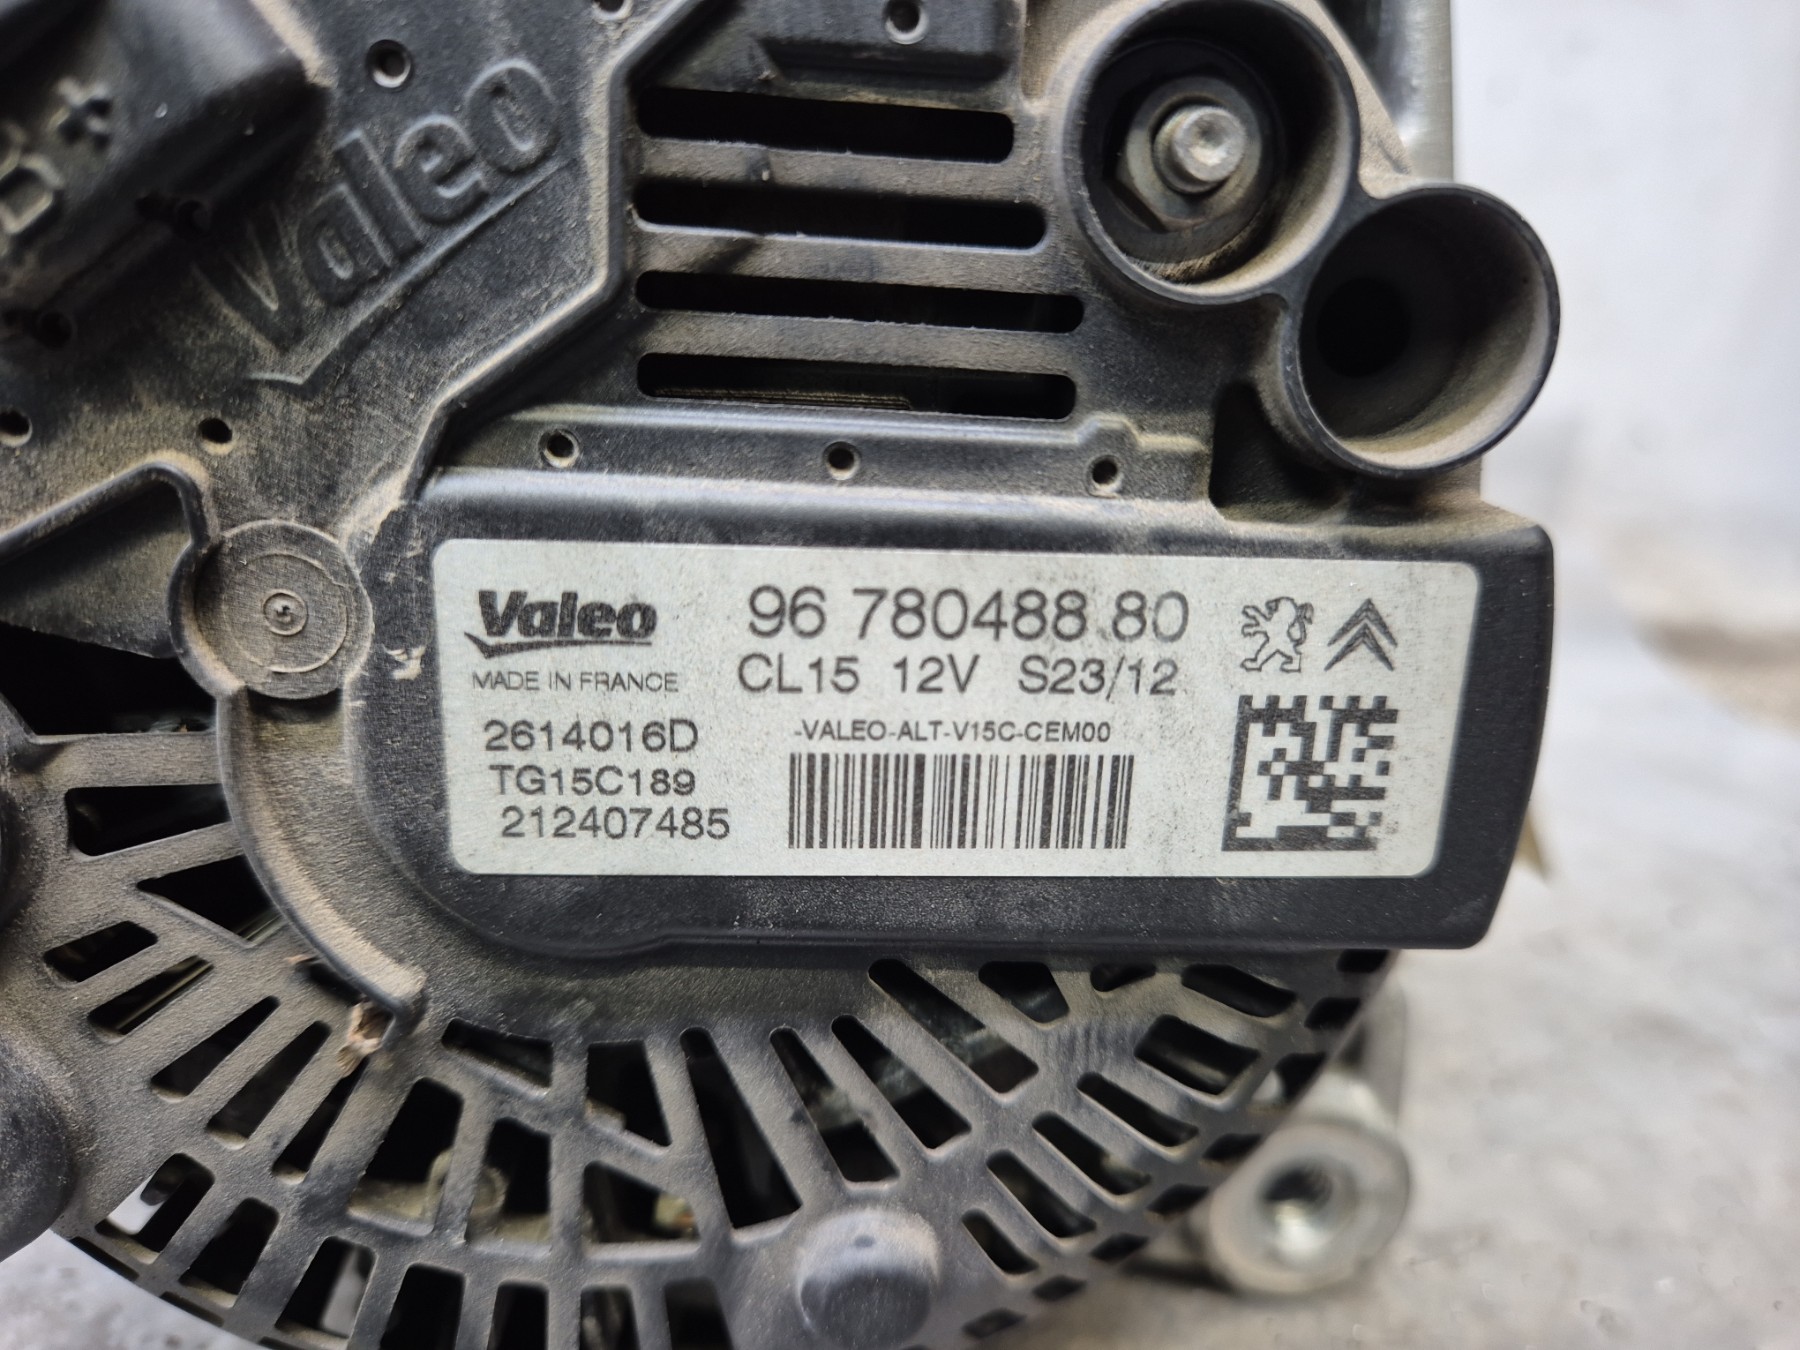 B+
Valeo
Valeo
96 780488 80
MADE IN FRANCE
CL15 12V S23/12
2614016D
-VALEO-ALT-V15C-CEM00
TG15C189
212407485